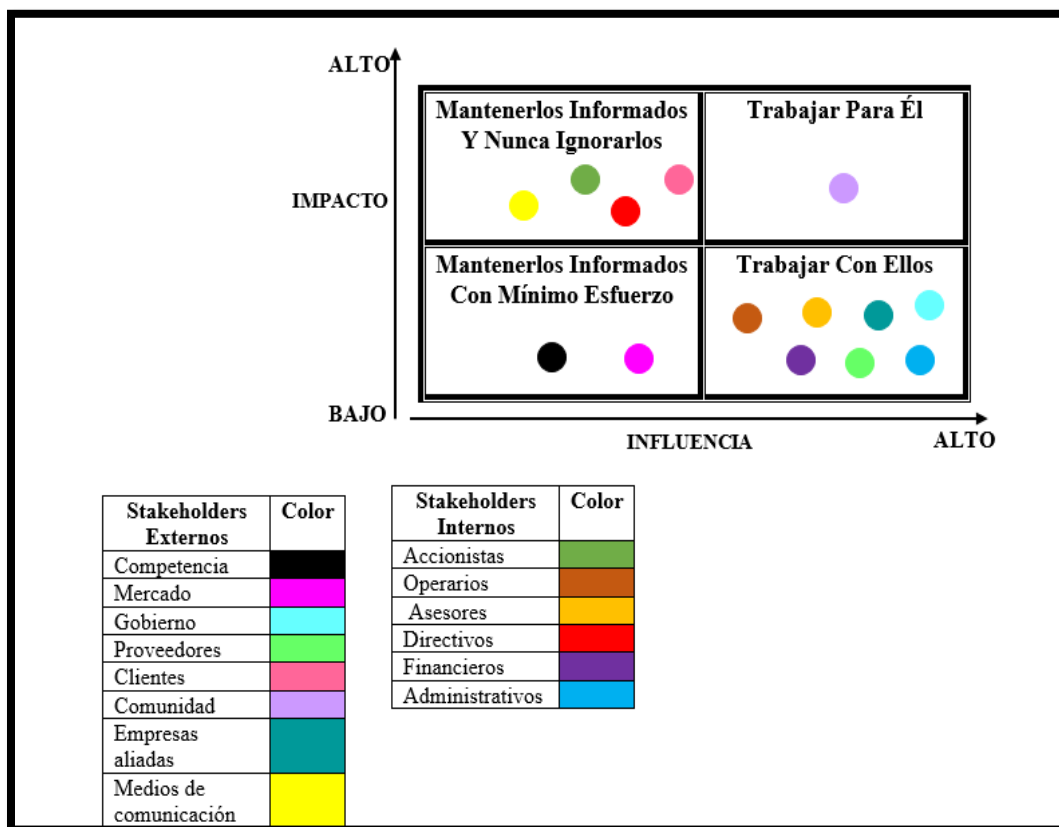 ALTO
Mantenerlos Informados
Y Nunca Ignorarlos
Trabajar Para Él
IMPACTO
Mantenerlos Informados
Con Mínimo Esfuerzo
Trabajar Con Ellos
BAJO
INFLUENCIA
ALTO
Stakeholders
Externos
Color
Competencia
Mercado
Gobierno
Proveedores
Clientes
Comunidad
Empresas
aliadas
Medios de
comunicación
Stakeholders
Internos
Color
Accionistas
Operarios
Asesores
Directivos
Financieros
Administrativos